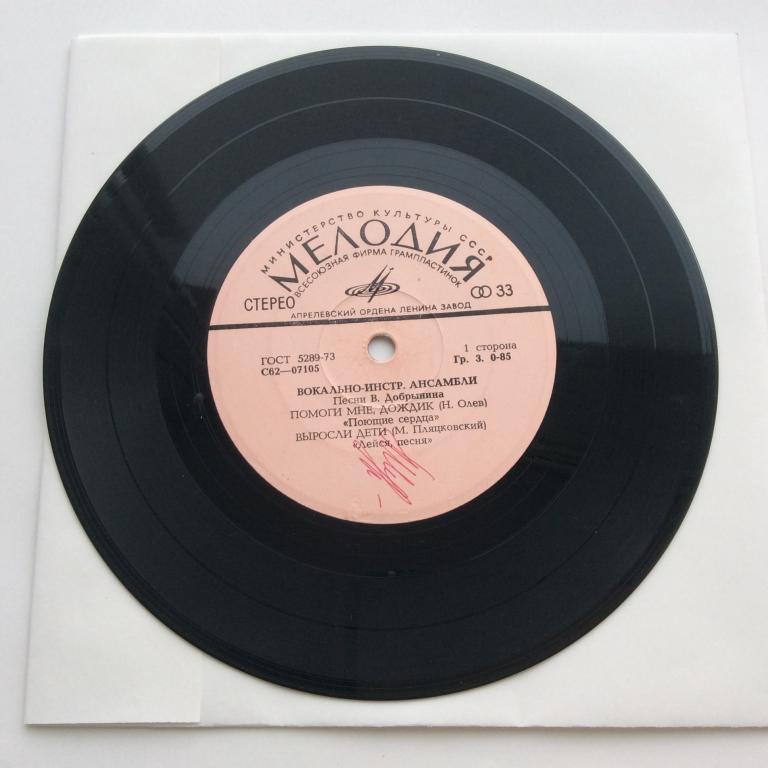 МИНИСТЕРСТВО КУЛЬТУРЫ СССР
МЕЛОДИЯ
ВСЕСОЮЗНАЯ ФИРМА ГРАМПЛАСТИНОК
СТЕРЕО 33
АПРЕЛЕВСКИЙ ОРДЕНА ЛЕНИНА ЗАВОД
ГОСТ 5289-73 1 сторона
С62—07105 Гр. 3. 0-85
ВОКАЛЬНО-ИНСТР. АНСАМБЛИ
Песни В. Добрынина
ПОМОГИ МНЕ, ДОЖДИК (Н. Олев)
«Поющие сердца»
ВЫРОСЛИ ДЕТИ (М. Пляцковский)
«Лейся, песня»